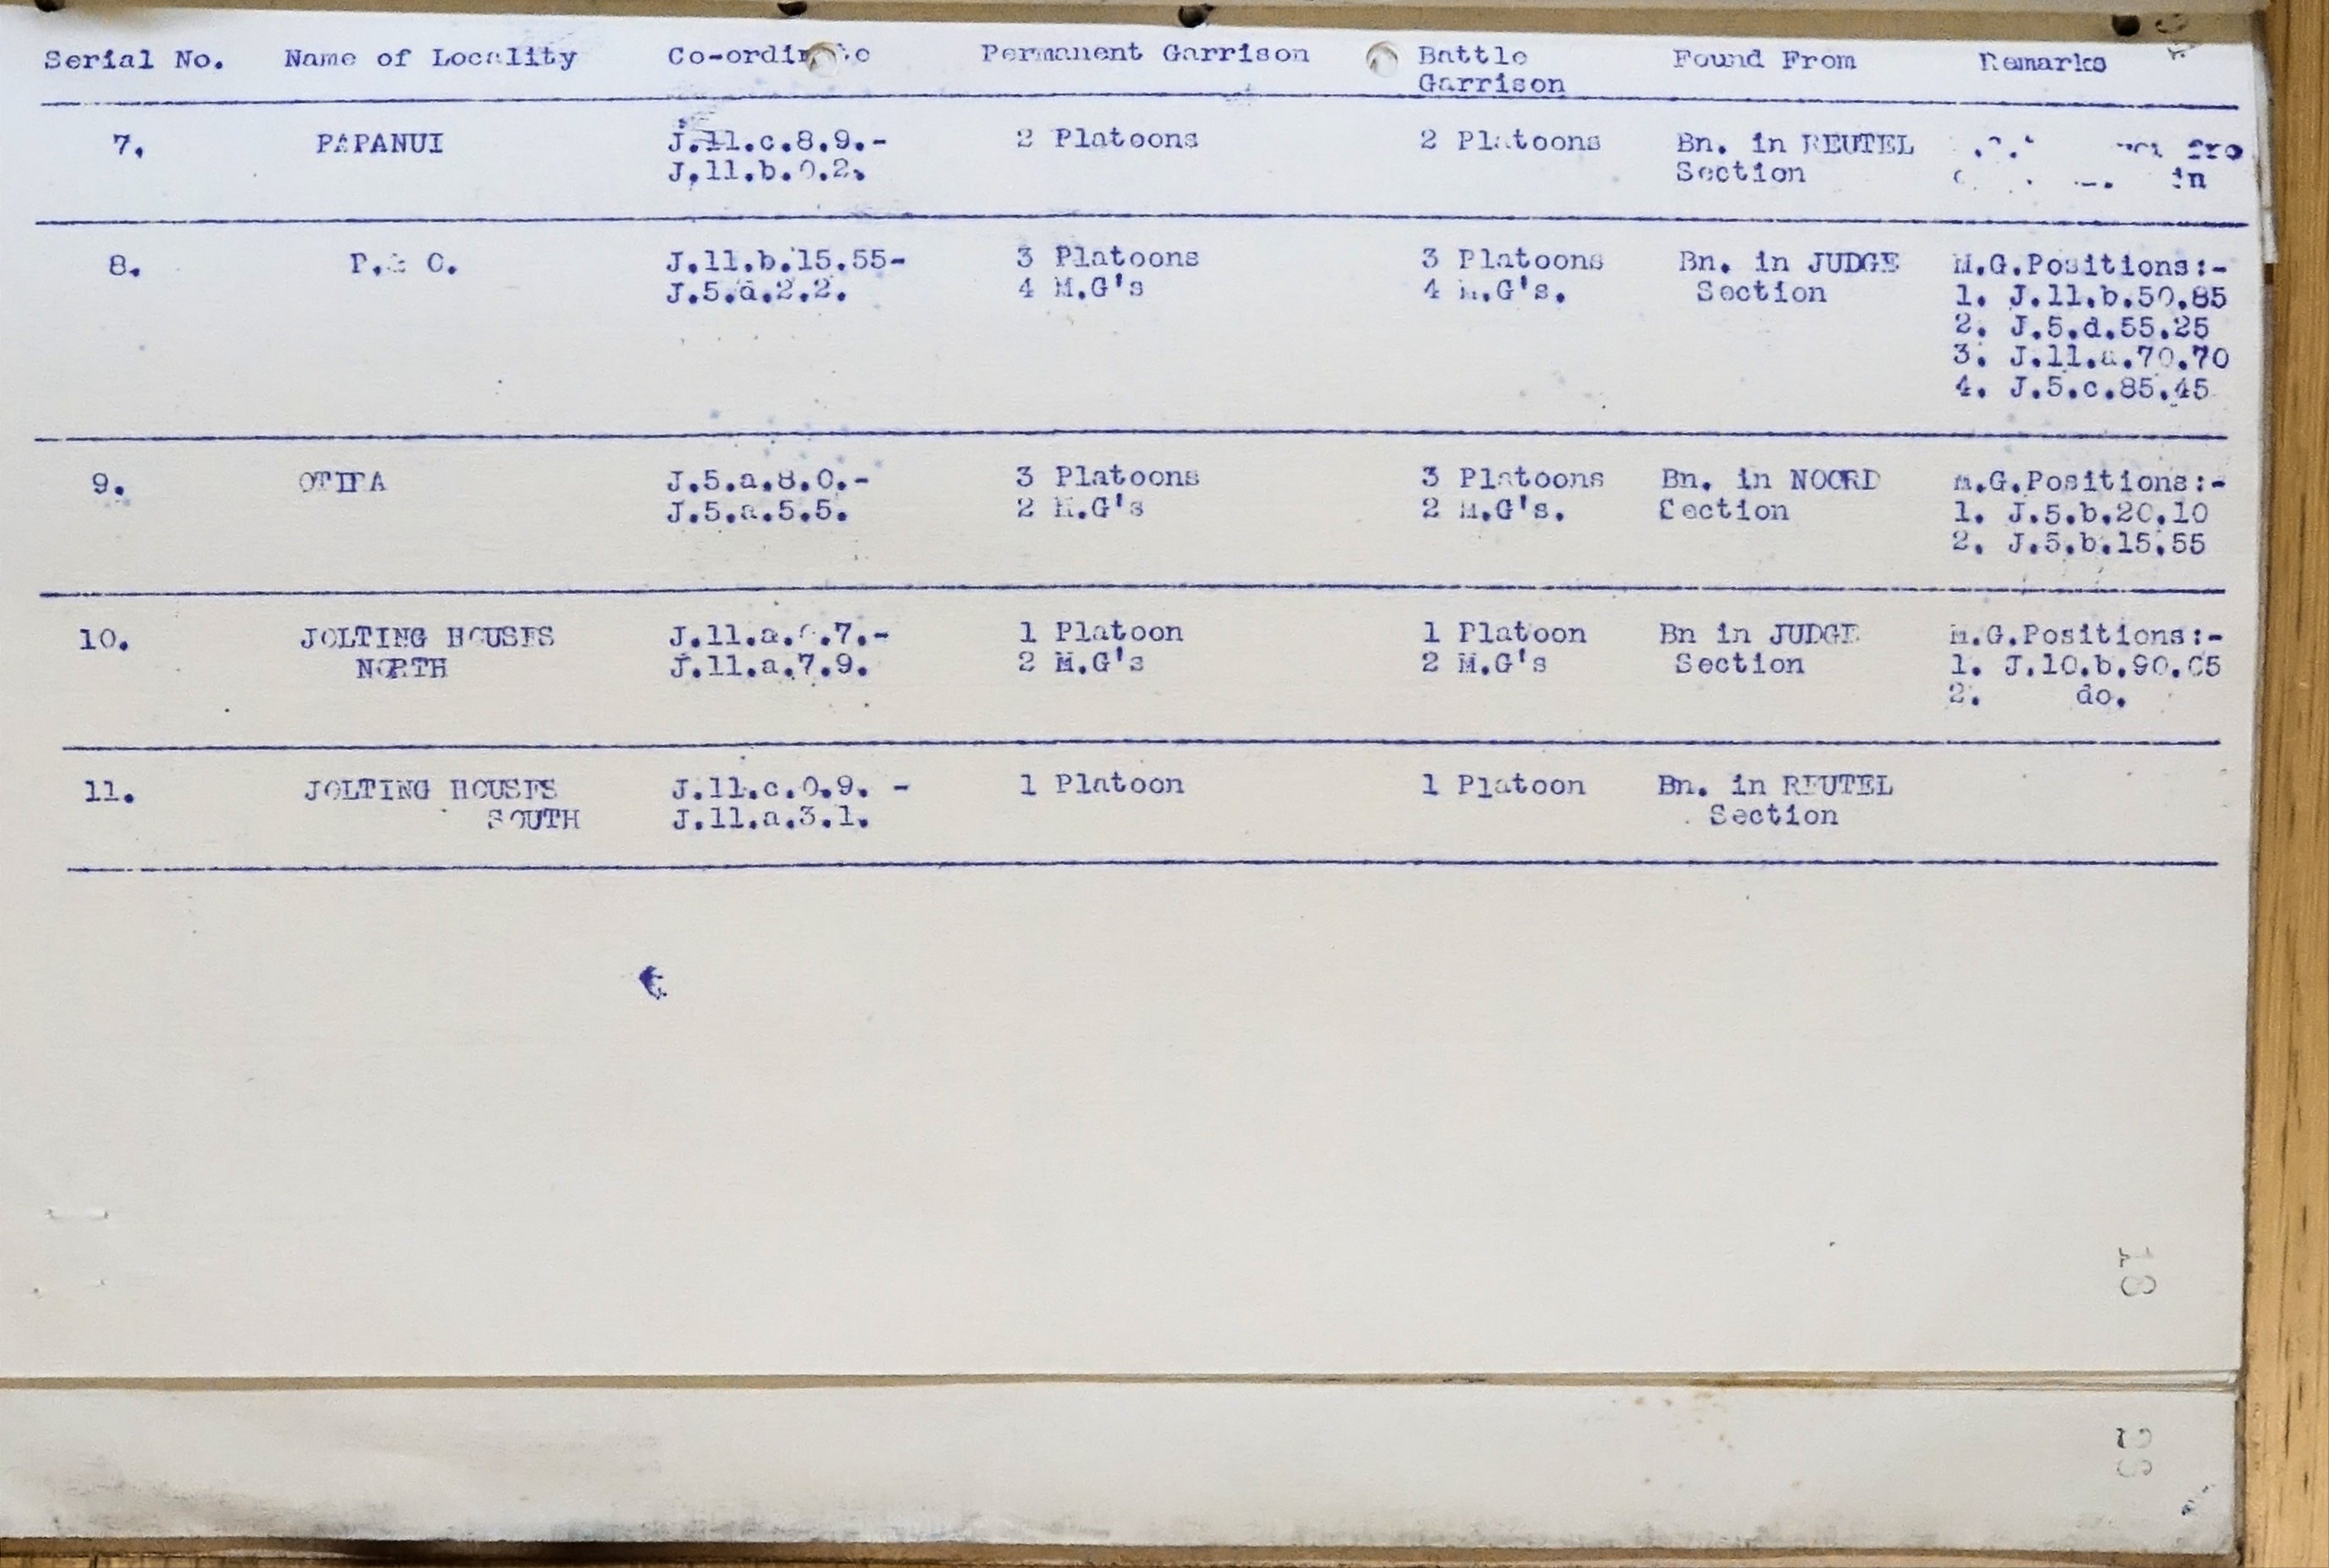 Serial No. Name of Locality Co-ordinate Permanent Garrison Battle Found From Remarks
Garrison
7. PAPANUI J.11.c.8.9.- 2 Platoons 2 Platoons Bn. in REUTEL
J.11.b.0.2. Section in
8. P.& O. J.11.b.15.55- 3 Platoons 3 Platoons Bn. in JUDGE M.G.Positions:-
J.5.d.2.2. 4 M.G's 4 M.G's. Section 1. J.11.b.50.85
2. J.5.d.55.25
3. J.11.a.70.70
4. J.5.c.85.45
9. J.5.a.8.0.- 3 Platoons 3 Platoons Bn. in NOORD M.G.Positions:-
J.5.a.5.5. 2 M.G's 2 M.G's. Section 1. J.5.b.20.10
2. J.5.b.15.55
10. JOLTING HOUSES 1 Platoon 1 Platoon Bn in JUDGE M.G.Positions:-
NORTH J.11.a.7.9. 2 M.G's 2 M.G's Section 1. J.10.b.90.05
2. do.
11. JOLTING HOUSES J.11.c.0.9. - 1 Platoon 1 Platoon Bn. in REUTEL
SOUTH J.11.a.3.1. Section
18